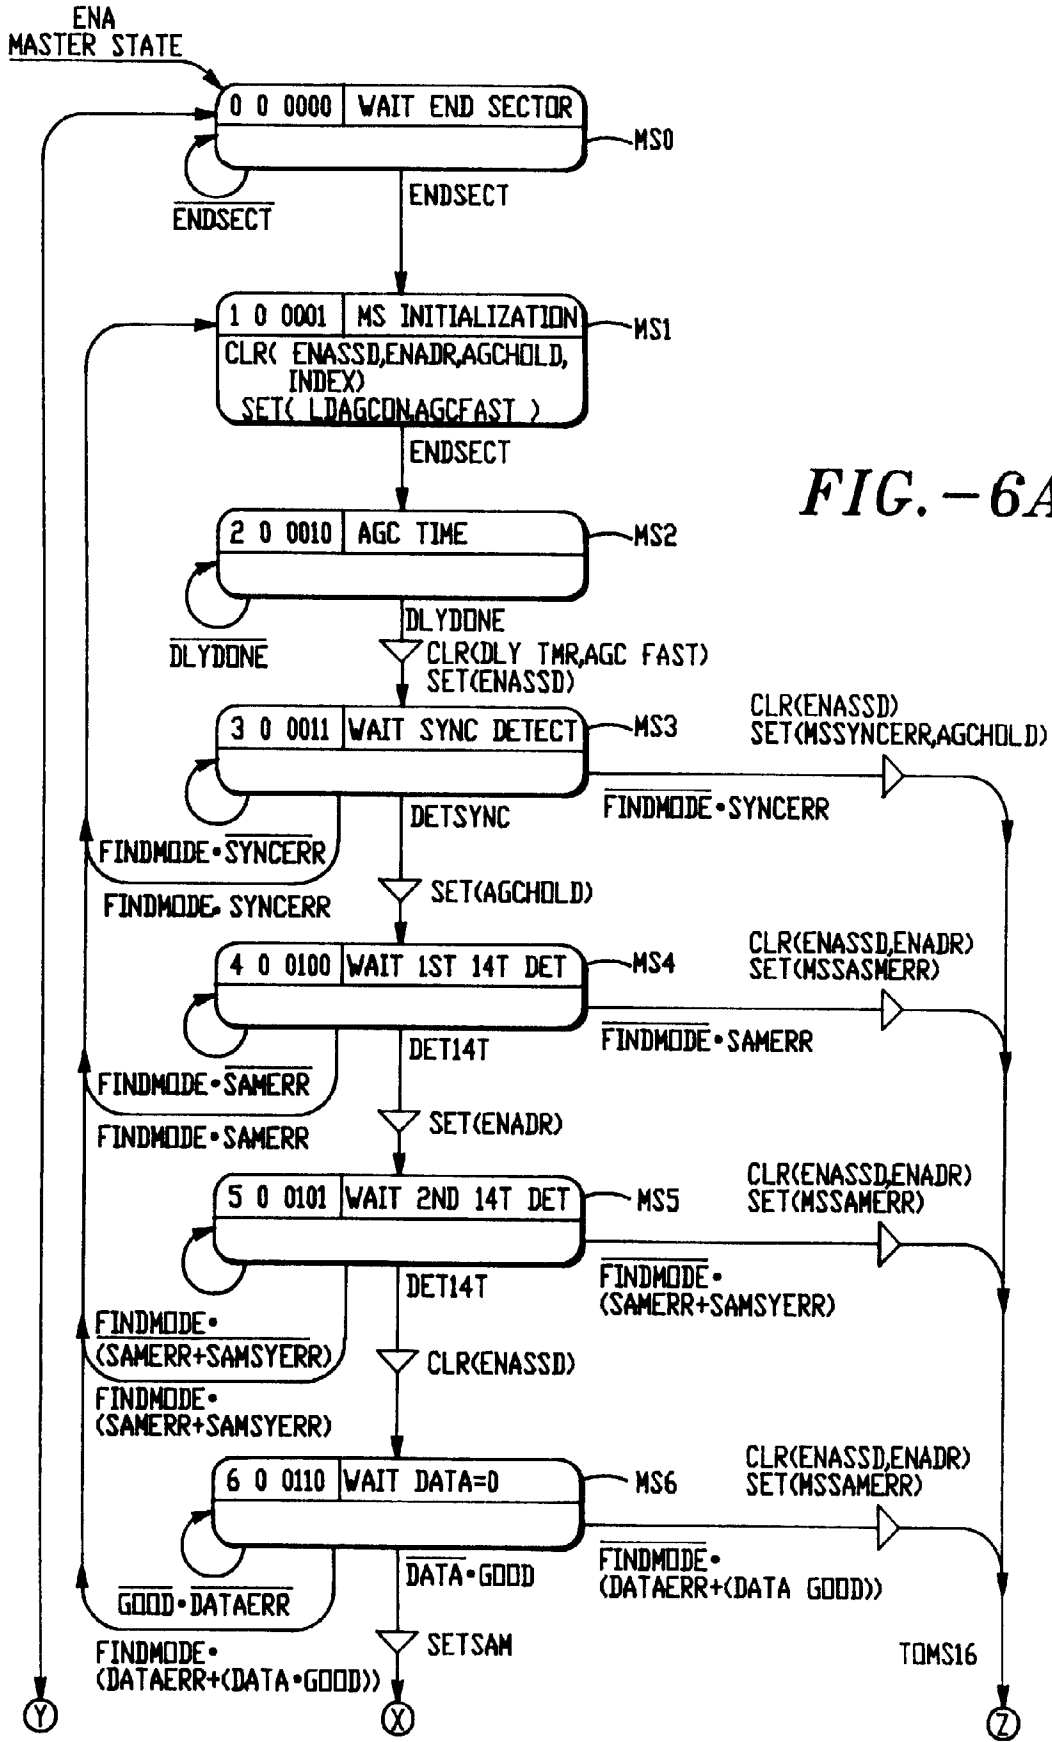 ENA
MASTER STATE
0 0 0000 WAIT END SECTOR
MS0
ENDSECT
ENDSECT
1 0 0001 MS INITIALIZATION
MS1
CLR( ENASSD,ENADR,AGCHOLD,
INDEX)
SET( LDAGCON,AGCFAST )
ENDSECT
FIG.-6A
2 0 0010 AGC TIME
MS2
DLYDONE
DLYDONE
CLR(DLY TMR,AGC FAST)
SET(ENASSD)
3 0 0011 WAIT SYNC DETECT
MS3
CLR(ENASSD)
SET(MSSYNCERR,AGCHOLD)
FINDMODE•SYNCERR
DETSYNC
FINDMODE•SYNCERR
FINDMODE•SYNCERR
SET(AGCHOLD)
4 0 0100 WAIT 1ST 14T DET
MS4
CLR(ENASSD,ENADR)
SET(MSSASMERR)
FINDMODE•SAMERR
DET14T
FINDMODE•SAMERR
FINDMODE•SAMERR
SET(ENADR)
5 0 0101 WAIT 2ND 14T DET
MS5
CLR(ENASSD,ENADR)
SET(MSSAMERR)
DET14T
FINDMODE•
(SAMERR+SAMSYERR)
FINDMODE•
(SAMERR+SAMSYERR)
CLR(ENASSD)
FINDMODE•
(SAMERR+SAMSYERR)
6 0 0110 WAIT DATA=0
MS6
CLR(ENASSD,ENADR)
SET(MSSAMERR)
DATA•GOOD
FINDMODE•
(DATAERR+(DATA GOOD))
GOOD•DATAERR
SETSAM
FINDMODE•
(DATAERR+(DATA•GOOD))
TOMS16
Y
X
Z